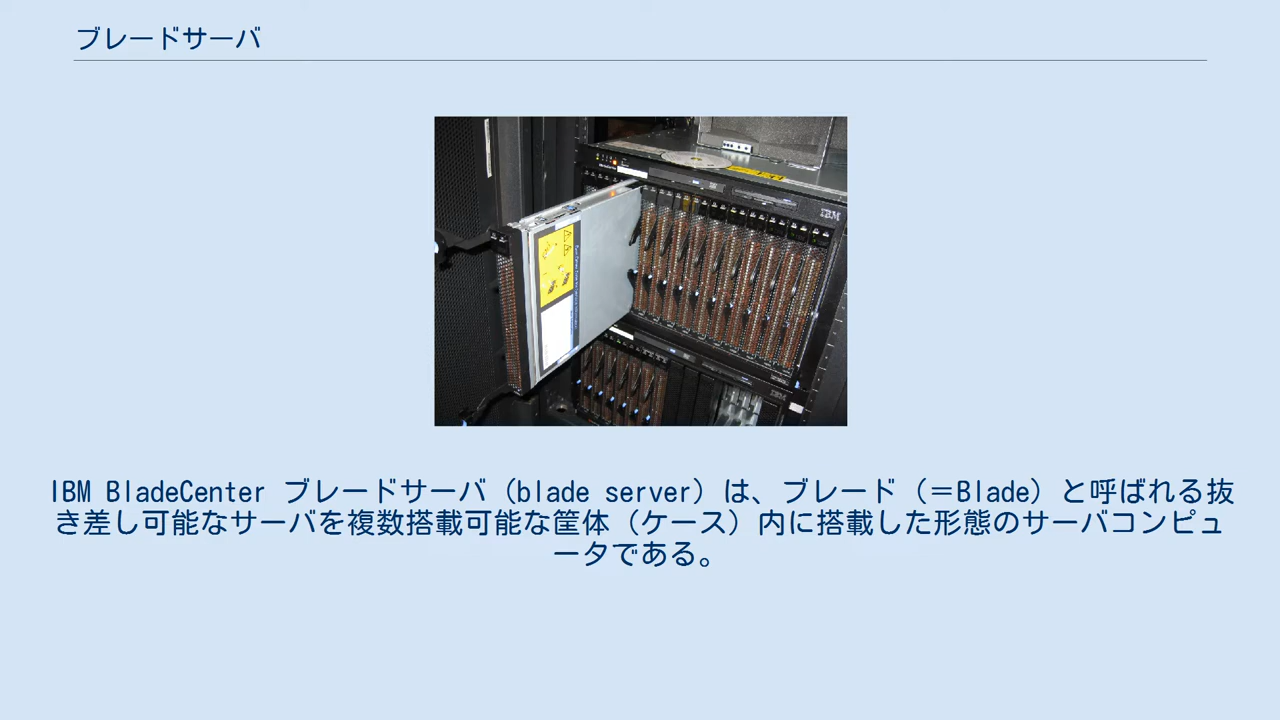 ブレードサーバ
IBM
IBM
IBM BladeCenter ブレードサーバ（blade server）は、ブレード（＝Blade）と呼ばれる抜
き差し可能なサーバを複数搭載可能な筐体（ケース）内に搭載した形態のサーバコンピュ
ータである。